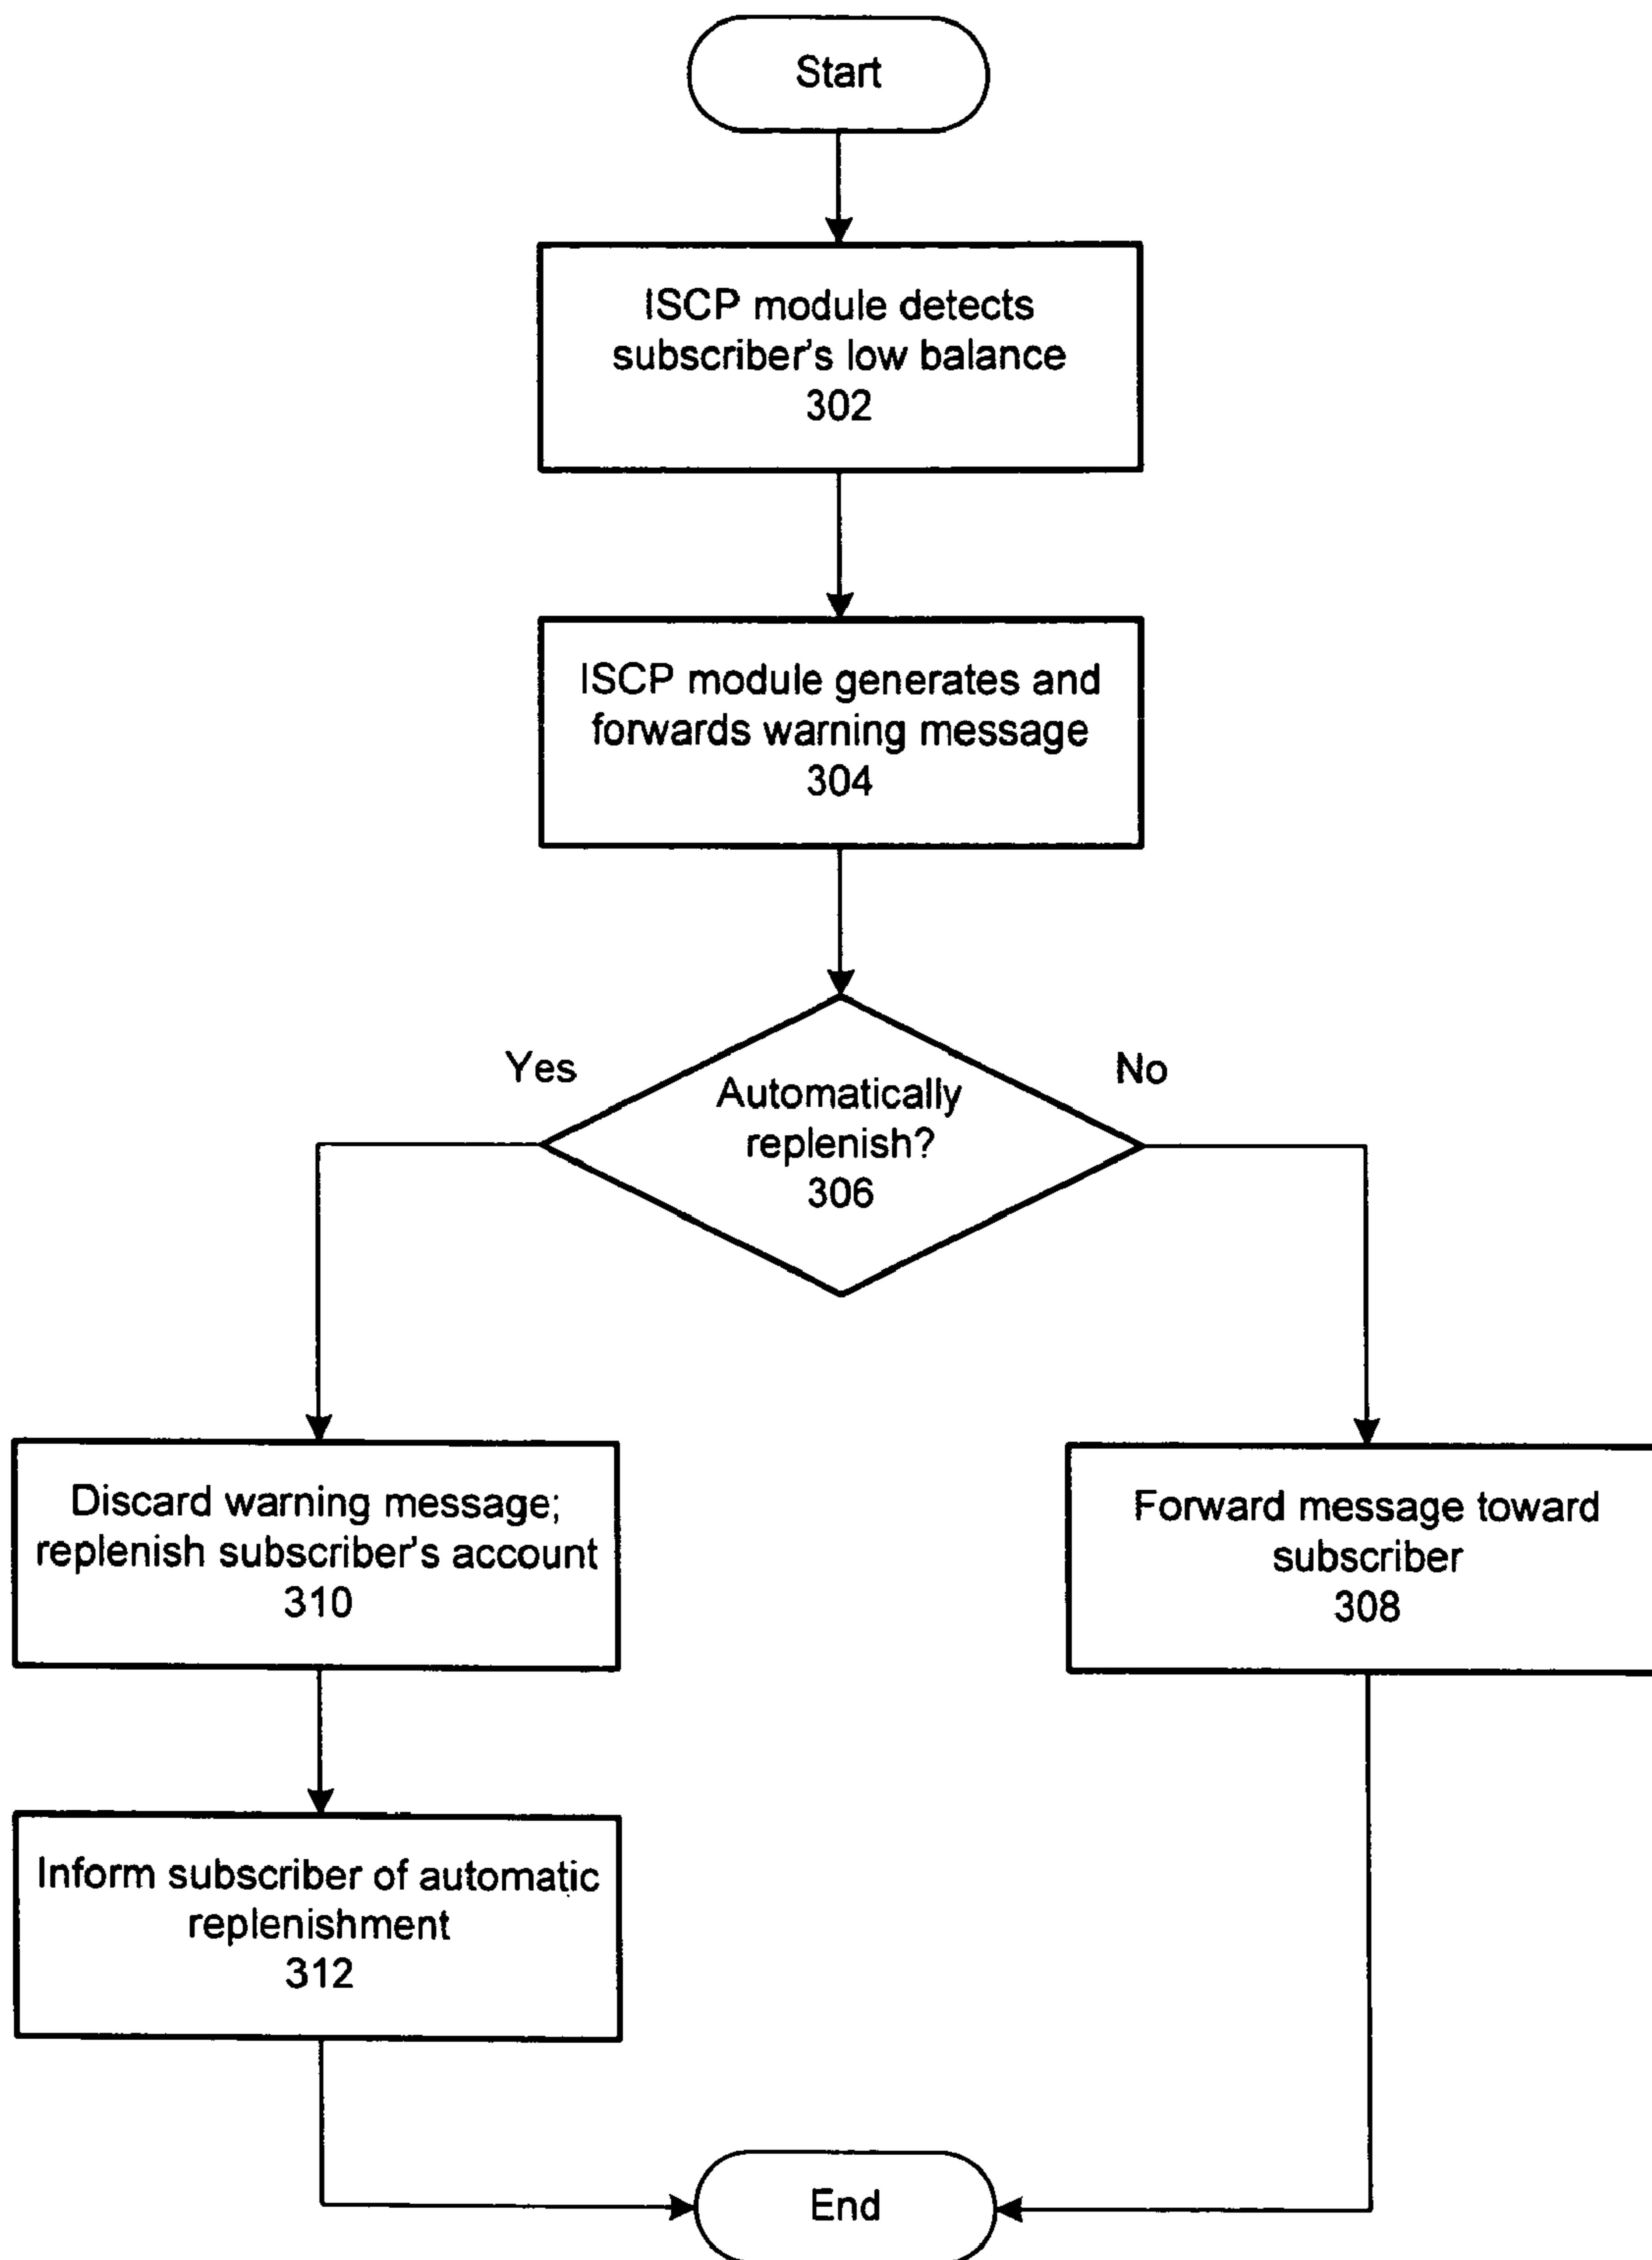 Start
ISCP module detects
subscriber's low balance
302
ISCP module generates and
forwards warning message
304
Yes
No
Automatically
replenish?
306
Discard warning message;
replenish subscriber's account
310
Forward message toward
subscriber
308
Inform subscriber of automatic
replenishment
312
End